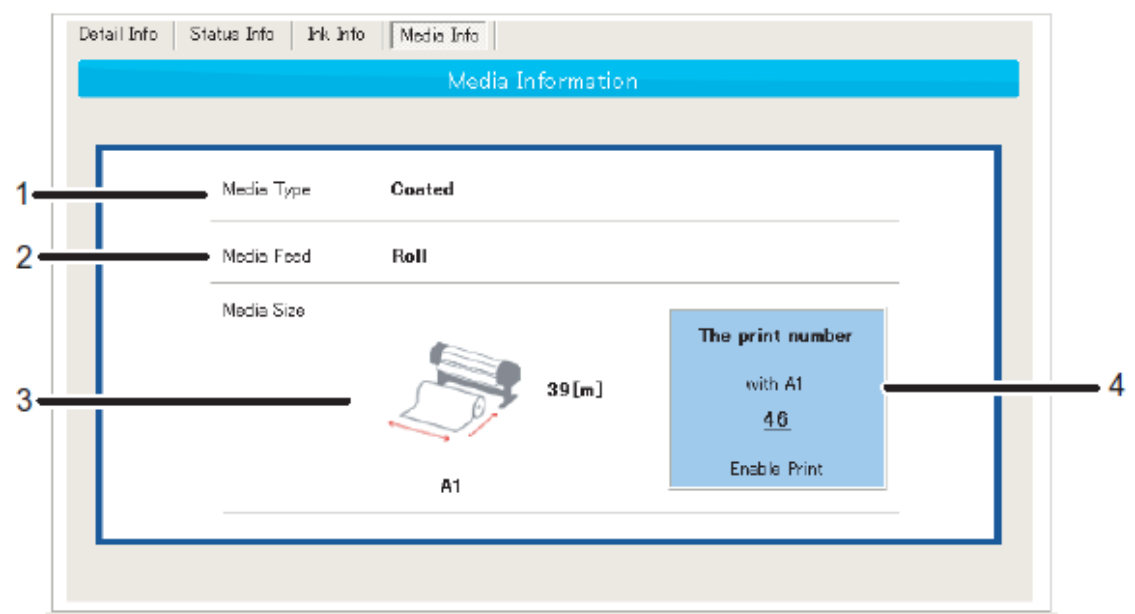 Detail Info Status Info Ink Info Media Info
Media Information
1 Media Type Coated
2 Media Feed Roll
Media Size
The print number
with A1
46
Enable Print
3 39[m] 4
A1